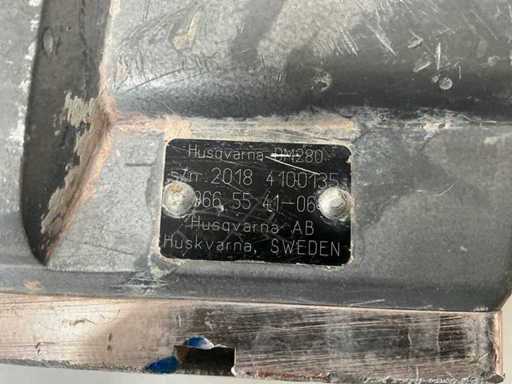 Husqvarna DM280
s/n: 2018 4100135
966 55 41-06
Husqvarna AB
Huskvarna, SWEDEN